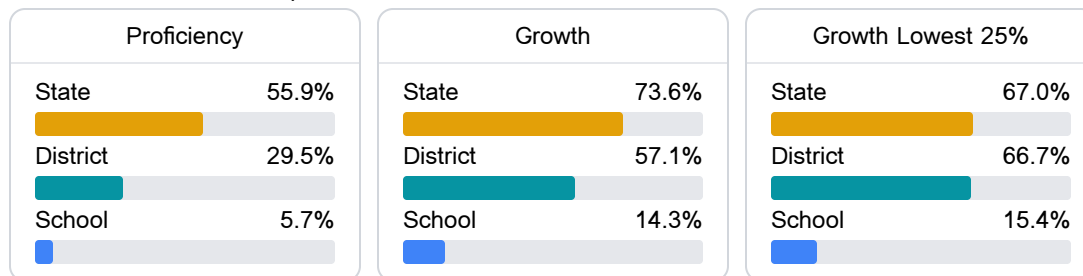 Proficiency
State 55.9%
District 29.5%
School 5.7%
Growth
State 73.6%
District 57.1%
School 14.3%
Growth Lowest 25%
State 67.0%
District 66.7%
School 15.4%